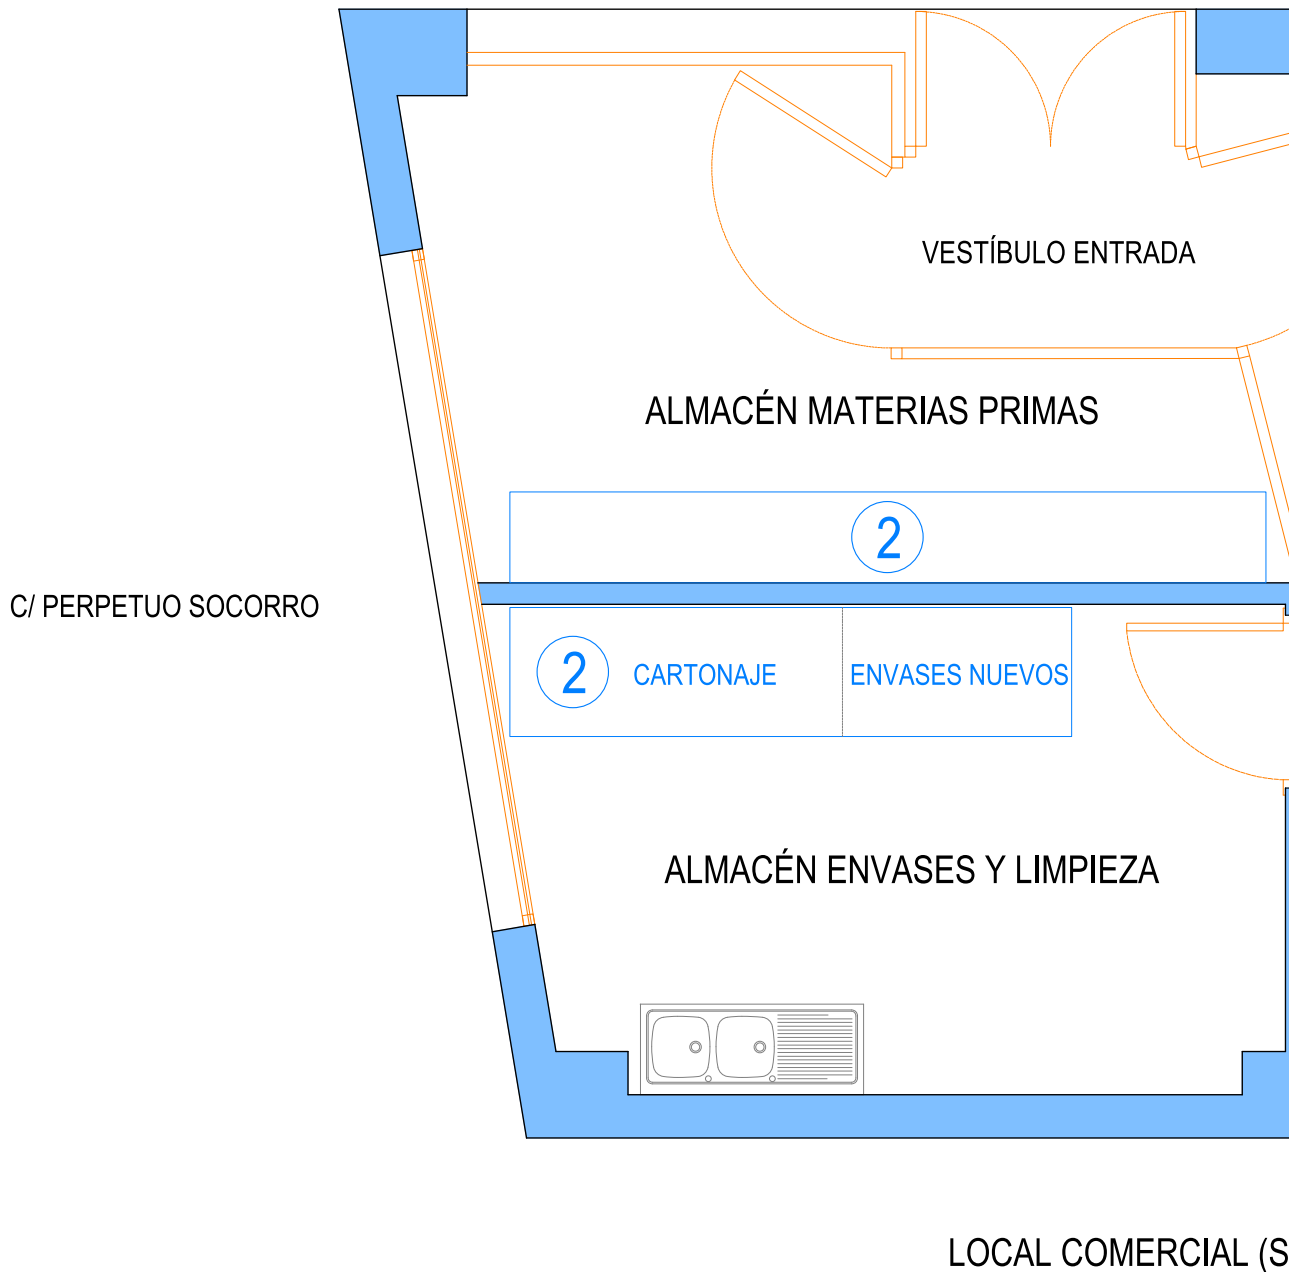 VESTÍBULO ENTRADA
ALMACÉN MATERIAS PRIMAS
2
C/ PERPETUO SOCORRO
2 CARTONAJE ENVASES NUEVOS
ALMACÉN ENVASES Y LIMPIEZA
LOCAL COMERCIAL (S